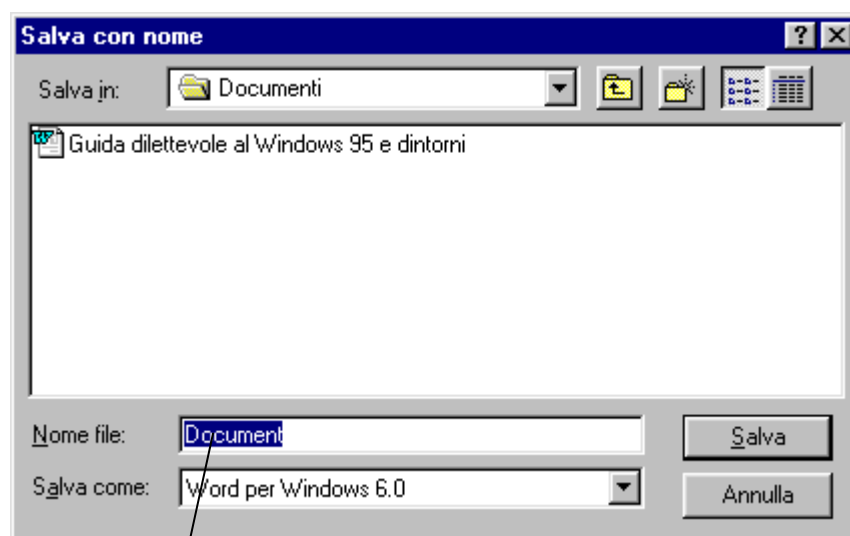 Salva con nome
Salva in: Documenti
Guida dilettevole al Windows 95 e dintorni
Nome file: Document Salva
Salva come: Word per Windows 6.0 Annulla